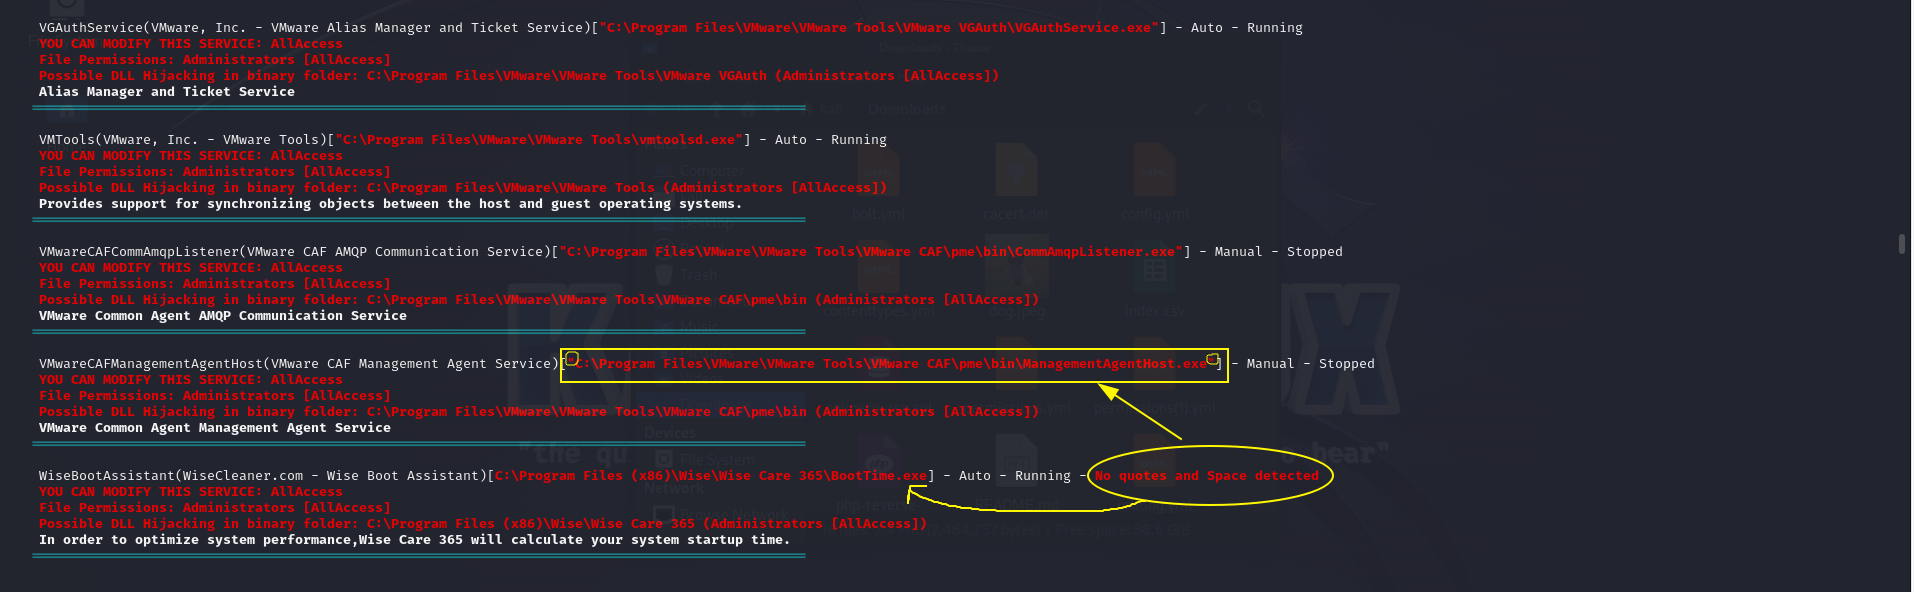 VGAuthService(VMware, Inc. - VMware Alias Manager and Ticket Service)["C:\Program Files\VMware\VMware Tools\VMware VGAuth\VGAuthService.exe"] - Auto - Running
YOU CAN MODIFY THIS SERVICE: AllAccess
File Permissions: Administrators [AllAccess]
Possible DLL Hijacking in binary folder: C:\Program Files\VMware\VMware Tools\VMware VGAuth (Administrators [AllAccess])
Alias Manager and Ticket Service
VMTools(VMware, Inc. - VMware Tools)["C:\Program Files\VMware\VMware Tools\vmtoolsd.exe"] - Auto - Running
YOU CAN MODIFY THIS SERVICE: AllAccess
File Permissions: Administrators [AllAccess]
Possible DLL Hijacking in binary folder: C:\Program Files\VMware\VMware Tools (Administrators [AllAccess])
Provides support for synchronizing objects between the host and guest operating systems.
VMwareCAFCommAmqpListener(VMware CAF AMQP Communication Service)["C:\Program Files\VMware\VMware Tools\VMware CAF\pme\bin\CommAmqpListener.exe"] - Manual - Stopped
YOU CAN MODIFY THIS SERVICE: AllAccess
File Permissions: Administrators [AllAccess]
Possible DLL Hijacking in binary folder: C:\Program Files\VMware\VMware Tools\VMware CAF\pme\bin (Administrators [AllAccess])
VMware Common Agent AMQP Communication Service
VMwareCAFManagementAgentHost(VMware CAF Management Agent Service)["C:\Program Files\VMware\VMware Tools\VMware CAF\pme\bin\ManagementAgentHost.exe"] - Manual - Stopped
YOU CAN MODIFY THIS SERVICE: AllAccess
File Permissions: Administrators [AllAccess]
Possible DLL Hijacking in binary folder: C:\Program Files\VMware\VMware Tools\VMware CAF\pme\bin (Administrators [AllAccess])
VMware Common Agent Management Agent Service
WiseBootAssistant(WiseCleaner.com - Wise Boot Assistant)[C:\Program Files (x86)\Wise\Wise Care 365\BootTime.exe] - Auto - Running - No quotes and Space detected
YOU CAN MODIFY THIS SERVICE: AllAccess
File Permissions: Administrators [AllAccess]
Possible DLL Hijacking in binary folder: C:\Program Files (x86)\Wise\Wise Care 365 (Administrators [AllAccess])
In order to optimize system performance,Wise Care 365 will calculate your system startup time.